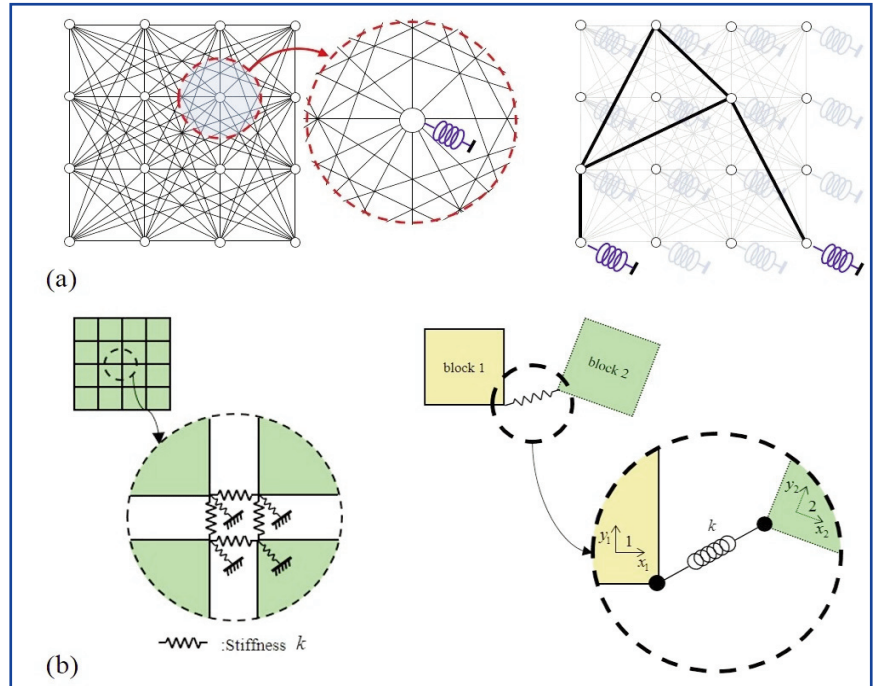 (a)
block 1
block 2
y₁
1
x₁
k
y₂
2
x₂
:Stiffness k
(b)